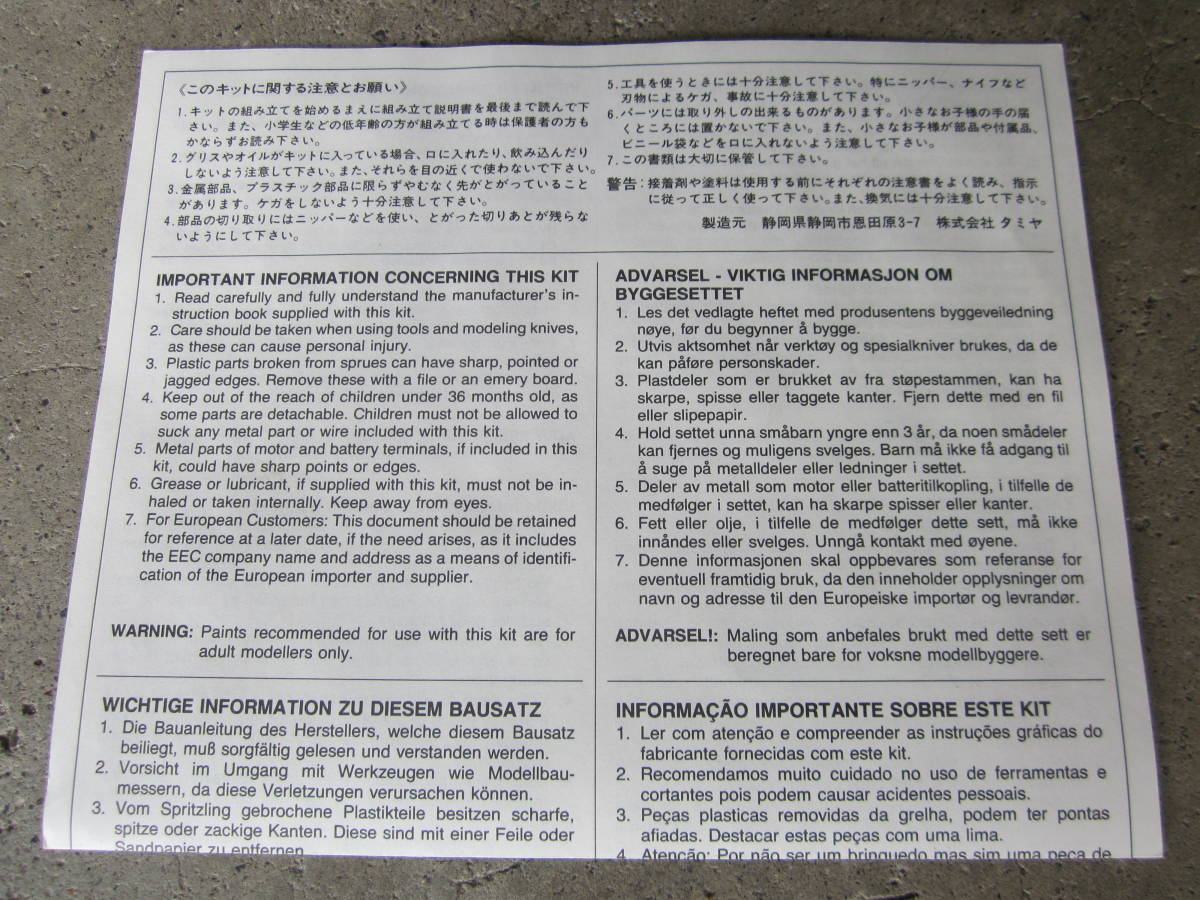 《このキットに関する注意とお願い》
1.キットの組み立てを始めるまえに組み立て説明書を最後まで読んで下
さい。また、小学生などの低年齢の方が組み立てる時は保護者の方も
かならずお読み下さい。
2.グリスやオイルがキットに入っている場合、口に入れたり、飲み込んだり
しないよう注意して下さい。また、それらを目の近くで使わないで下さい。
3.金属部品、プラスチック部品に限らずやむなく先がとがっていること
があります。ケガをしないよう十分注意して下さい。
4.部品の切り取りにはニッパーなどを使い、とがった切りあとが残らな
いようにして下さい。
5.工具を使うときには十分注意して下さい。特にニッパー、ナイフなど
刃物によるケガ、事故に十分注意して下さい。
6.パーツには取り外しの出来るものがあります。小さなお子様の手の届
くところには置かないで下さい。また、小さなお子様が部品や付属品、
ビニール袋などを口に入れないよう注意して下さい。
7.この書類は大切に保管して下さい。
警告:接着剤や塗料は使用する前にそれぞれの注意書をよく読み、指示
に従って正しく使って下さい。また、換気には十分注意して下さい。
製造元 静岡県静岡市恩田原3-7 株式会社 タミヤ
IMPORTANT INFORMATION CONCERNING THIS KIT
1. Read carefully and fully understand the manufacturer's in-
struction book supplied with this kit.
2. Care should be taken when using tools and modeling knives,
as these can cause personal injury.
3. Plastic parts broken from sprues can have sharp, pointed or
jagged edges. Remove these with a file or an emery board.
4. Keep out of the reach of children under 36 months old, as
some parts are detachable. Children must not be allowed to
suck any metal part or wire included with this kit.
5. Metal parts of motor and battery terminals, if included in this
kit, could have sharp points or edges.
6. Grease or lubricant, if supplied with this kit, must not be in-
haled or taken internally. Keep away from eyes.
7. For European Customers: This document should be retained
for reference at a later date, if the need arises, as it includes
the EEC company name and address as a means of identifi-
cation of the European importer and supplier.
WARNING: Paints recommended for use with this kit are for
adult modellers only.
ADVARSEL - VIKTIG INFORMASJON OM
BYGGESETTET
1. Les det vedlagte heftet med produsentens byggeveiledning
nøye, før du begynner å bygge.
2. Utvis aktsomhet når verktøy og spesialkniver brukes, da de
kan påføre personskader.
3. Plastdeler som er brukket av fra støpestammen, kan ha
skarpe, spisse eller taggete kanter. Fjern dette med en fil
eller slipepapir.
4. Hold settet unna småbarn yngre enn 3 år, da noen smådeler
kan fjernes og muligens svelges. Barn må ikke få adgang til
å suge på metalldeler eller ledninger i settet.
5. Deler av metall som motor eller batteritilkopling, i tilfelle de
medfølger i settet, kan ha skarpe spisser eller kanter.
6. Fett eller olje, i tilfelle de medfølger dette sett, må ikke
innåndes eller svelges. Unngå kontakt med øyene.
7. Denne informasjonen skal oppbevares som referanse for
eventuell framtidig bruk, da den inneholder opplysninger om
navn og adresse til den Europeiske importør og levrandør.
ADVARSEL!: Maling som anbefales brukt med dette sett er
beregnet bare for voksne modellbyggere.
WICHTIGE INFORMATION ZU DIESEM BAUSATZ
1. Die Bauanleitung des Herstellers, welche diesem Bausatz
beiliegt, muß sorgfältig gelesen und verstanden werden.
2. Vorsicht im Umgang mit Werkzeugen wie Modellbau-
messern, da diese Verletzungen verursachen können.
3. Vom Spritzling gebrochene Plastikteile besitzen scharfe,
spitze oder zackige Kanten. Diese sind mit einer Feile oder
Sandpapier zu entfernen
INFORMAÇÃO IMPORTANTE SOBRE ESTE KIT
1. Ler com atenção e compreender as instruções gráficas do
fabricante fornecidas com este kit.
2. Recomendamos muito cuidado no uso de ferramentas e
cortantes pois podem causar acidentes pessoais.
3. Peças plasticas removidas da grelha, podem ter pontas
afiadas. Destacar estas peças com uma lima.
4. Atenção: Por não ser um brinquedo mas sim uma peça de